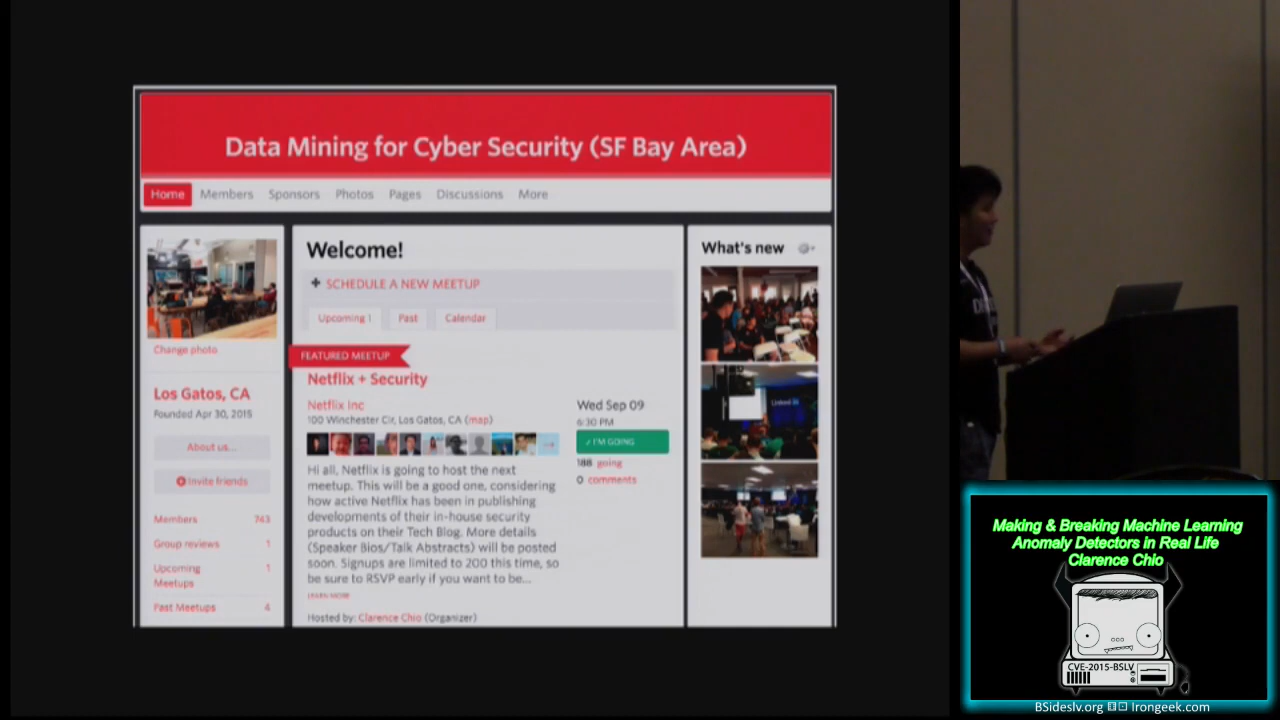 Data Mining for Cyber Security (SF Bay Area)
Home Members Sponsors Photos Pages Discussions More
Change photo
Los Gatos, CA
Founded Apr 30, 2015
About us...
Invite friends
Members 743
Group reviews 1
Upcoming Meetups 1
Past Meetups 4
Welcome!
+ SCHEDULE A NEW MEETUP
Upcoming 1 Past Calendar
FEATURED MEETUP
Netflix + Security
Netflix Inc
100 Winchester Cir, Los Gatos, CA (map)
Hi all, Netflix is going to host the next
meetup. This will be a good one, considering
how active Netflix has been in publishing
developments of their in-house security
products on their Tech Blog. More details
(Speaker Bios/Talk Abstracts) will be posted
soon. Signups are limited to 200 this time, so
be sure to RSVP early if you want to be...
LEARN MORE
Hosted by: Clarence Chio (Organizer)
Wed Sep 09
6:30 PM
✓ I'M GOING
188 going
0 comments
What's new
Making & Breaking Machine Learning
Anomaly Detectors in Real Life
Clarence Chio
CVE-2015-BSLV
BSideslv.org Irongeek.com